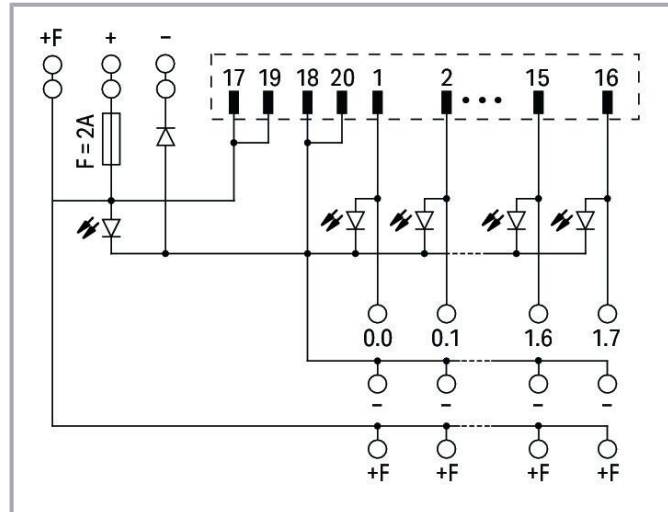 +F + –
17 19 18 20 1 2 ••• 15 16
F = 2A
0.0 0.1 1.6 1.7
– – – –
+F +F +F +F